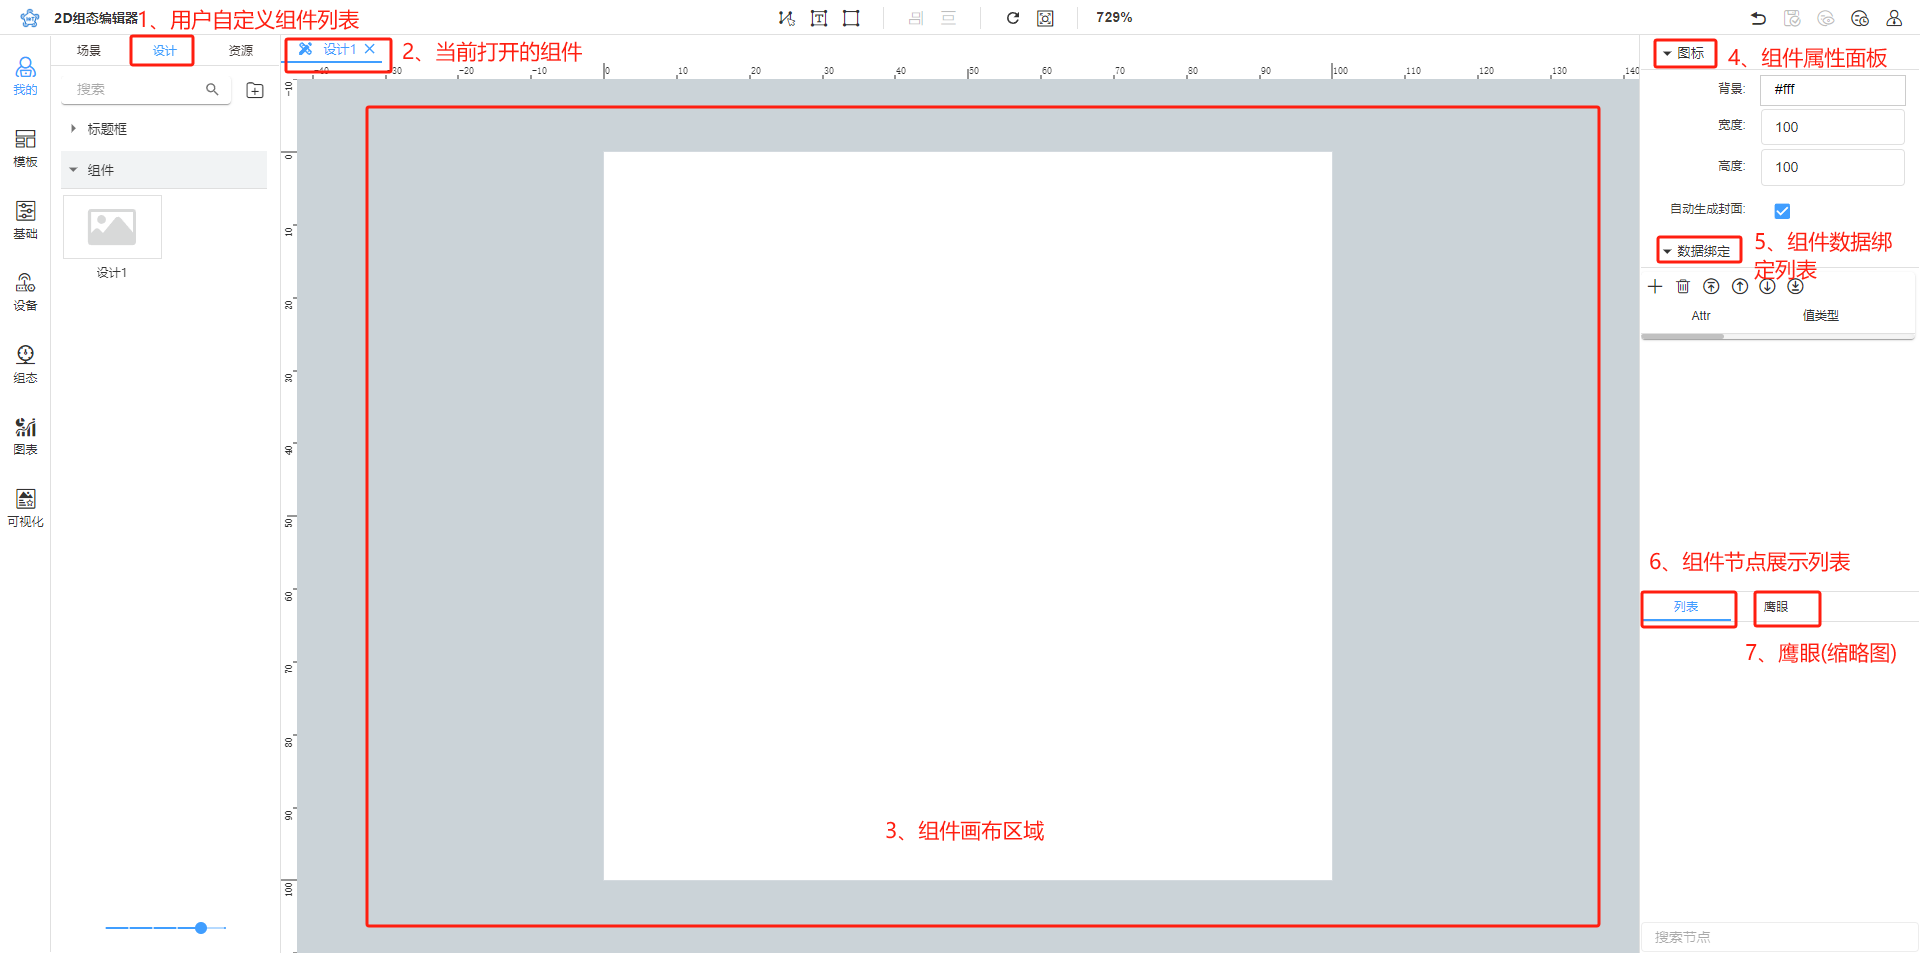 2D组态编辑器
1、用户自定义组件列表
729%
我的
模板
基础
设备
组态
图表
可视化
场景
设计
资源
搜索
标题框
组件
设计1
设计1
2、当前打开的组件
-40 -30 -20 -10 0 10 20 30 40 50 60 70 80 90 100 110 120 130 140
-10
0
10
20
30
40
50
60
70
80
90
100
3、组件画布区域
图标
4、组件属性面板
背景:
#fff
宽度:
100
高度:
100
自动生成封面:
数据绑定
5、组件数据绑
定列表
Attr
值类型
6、组件节点展示列表
列表
鹰眼
7、鹰眼(缩略图)
搜索节点